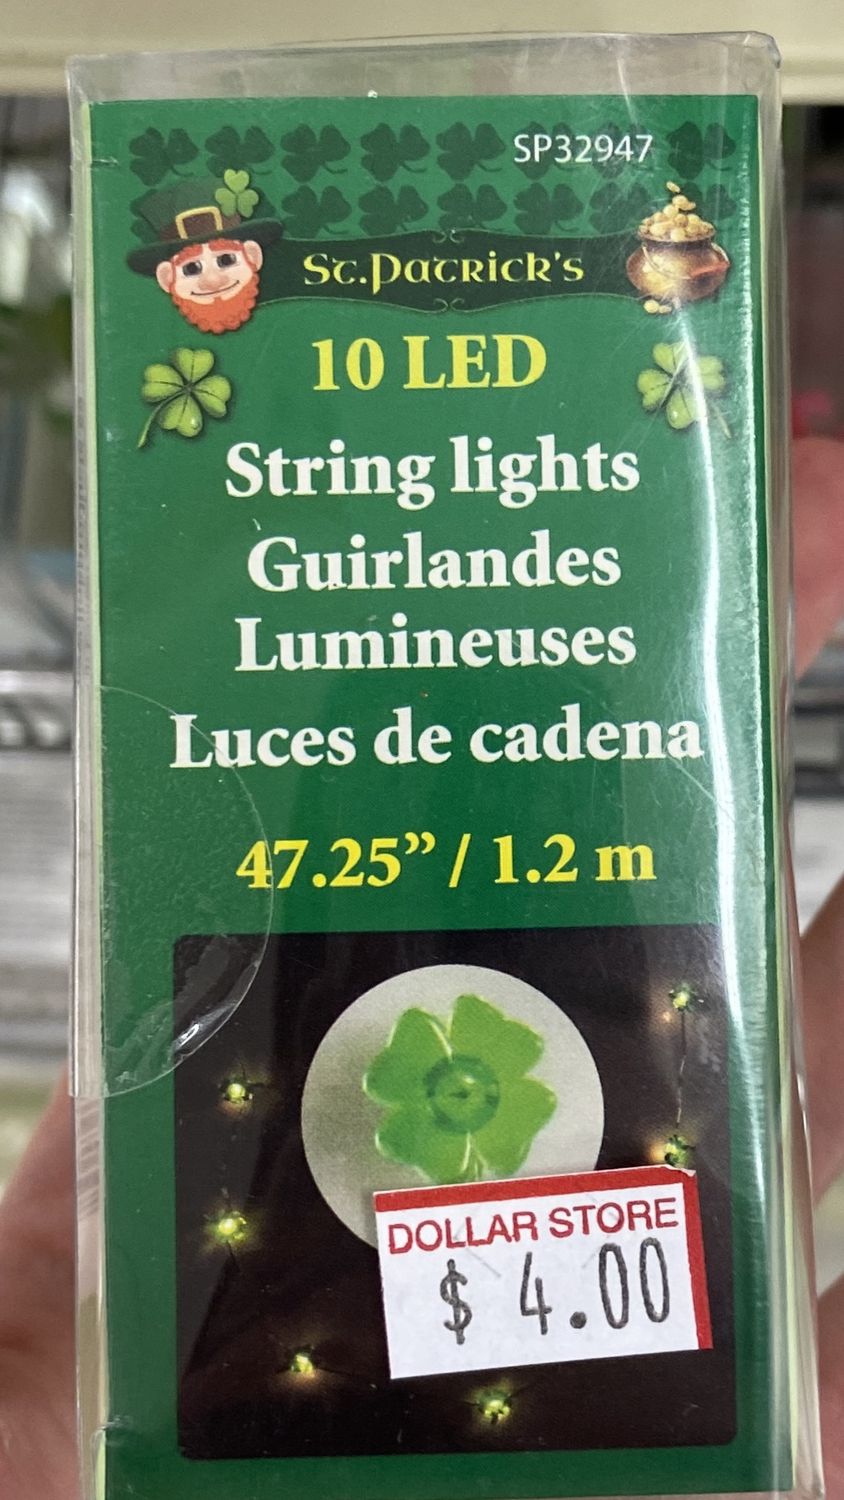 SP32947
St.Patrick's
10 LED
String lights
Guirlandes
Lumineuses
Luces de cadena
47.25” / 1.2 m
DOLLAR STORE
$ 4.00